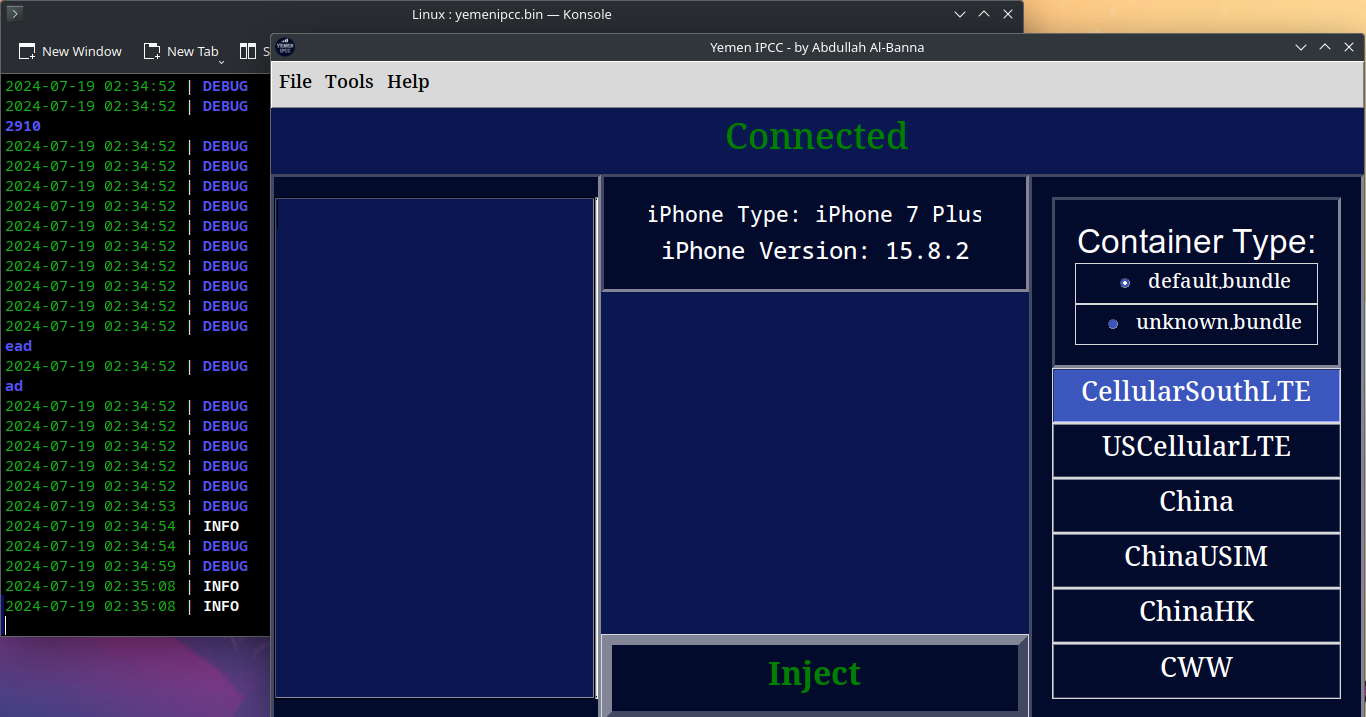 Linux : yemenipcc.bin — Konsole
New Window
New Tab
S
2024-07-19 02:34:52 | DEBUG
2024-07-19 02:34:52 | DEBUG
2910
2024-07-19 02:34:52 | DEBUG
2024-07-19 02:34:52 | DEBUG
2024-07-19 02:34:52 | DEBUG
2024-07-19 02:34:52 | DEBUG
2024-07-19 02:34:52 | DEBUG
2024-07-19 02:34:52 | DEBUG
2024-07-19 02:34:52 | DEBUG
2024-07-19 02:34:52 | DEBUG
2024-07-19 02:34:52 | DEBUG
2024-07-19 02:34:52 | DEBUG
ead
2024-07-19 02:34:52 | DEBUG
ad
2024-07-19 02:34:52 | DEBUG
2024-07-19 02:34:52 | DEBUG
2024-07-19 02:34:52 | DEBUG
2024-07-19 02:34:52 | DEBUG
2024-07-19 02:34:52 | DEBUG
2024-07-19 02:34:53 | DEBUG
2024-07-19 02:34:54 | INFO
2024-07-19 02:34:54 | DEBUG
2024-07-19 02:34:59 | DEBUG
2024-07-19 02:35:08 | INFO
2024-07-19 02:35:08 | INFO
YEMEN
IPCC
Yemen IPCC - by Abdullah Al-Banna
File Tools Help
Connected
iPhone Type: iPhone 7 Plus
iPhone Version: 15.8.2
Inject
Container Type:
default.bundle
unknown.bundle
CellularSouthLTE
USCellularLTE
China
ChinaUSIM
ChinaHK
CWW